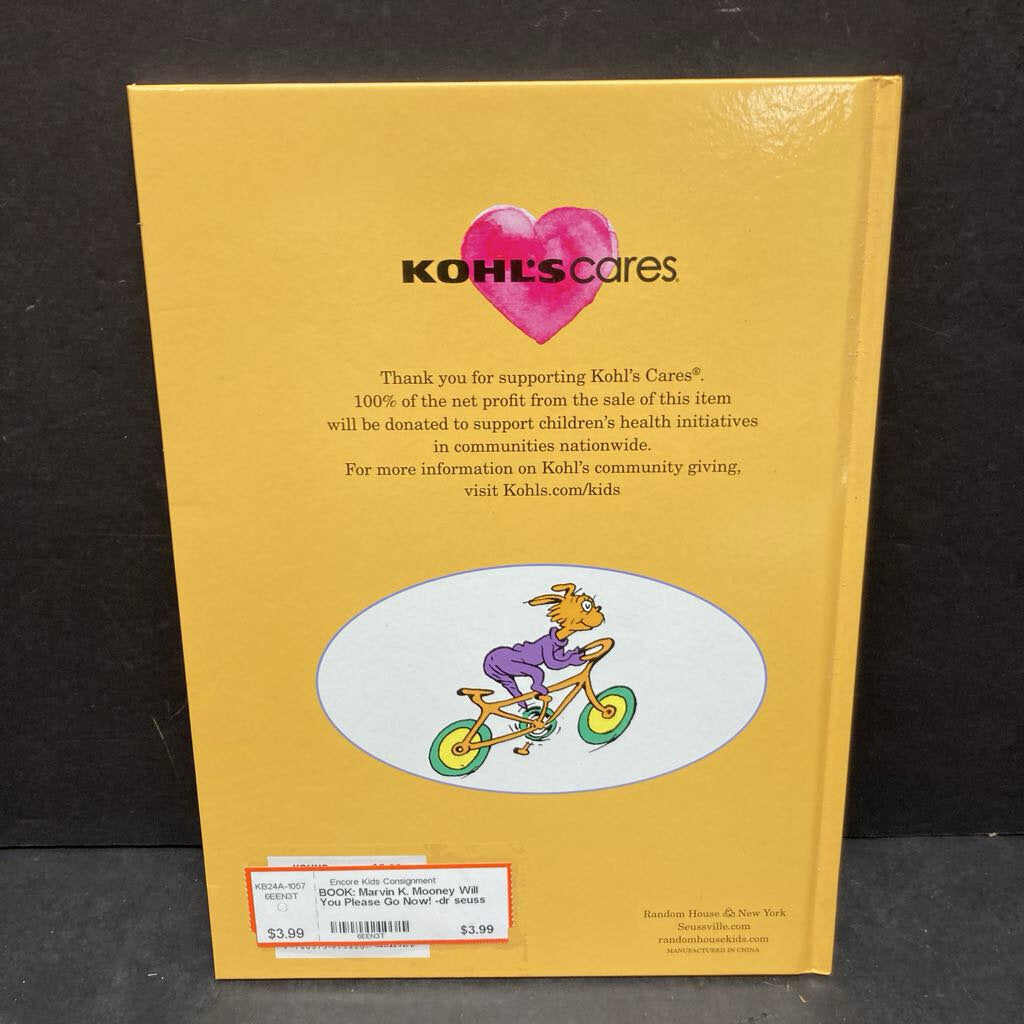 KOHL'S cares
Thank you for supporting Kohl's Cares®.
100% of the net profit from the sale of this item
will be donated to support children's health initiatives
in communities nationwide.
For more information on Kohl's community giving,
visit Kohls.com/kids
KB24A-1057
6EEN3T
$3.99
Encore Kids Consignment
BOOK: Marvin K. Mooney Will
You Please Go Now! -dr seuss
6EEN3T
$3.99
Random House New York
Seussville.com
randomhousekids.com
MANUFACTURED IN CHINA